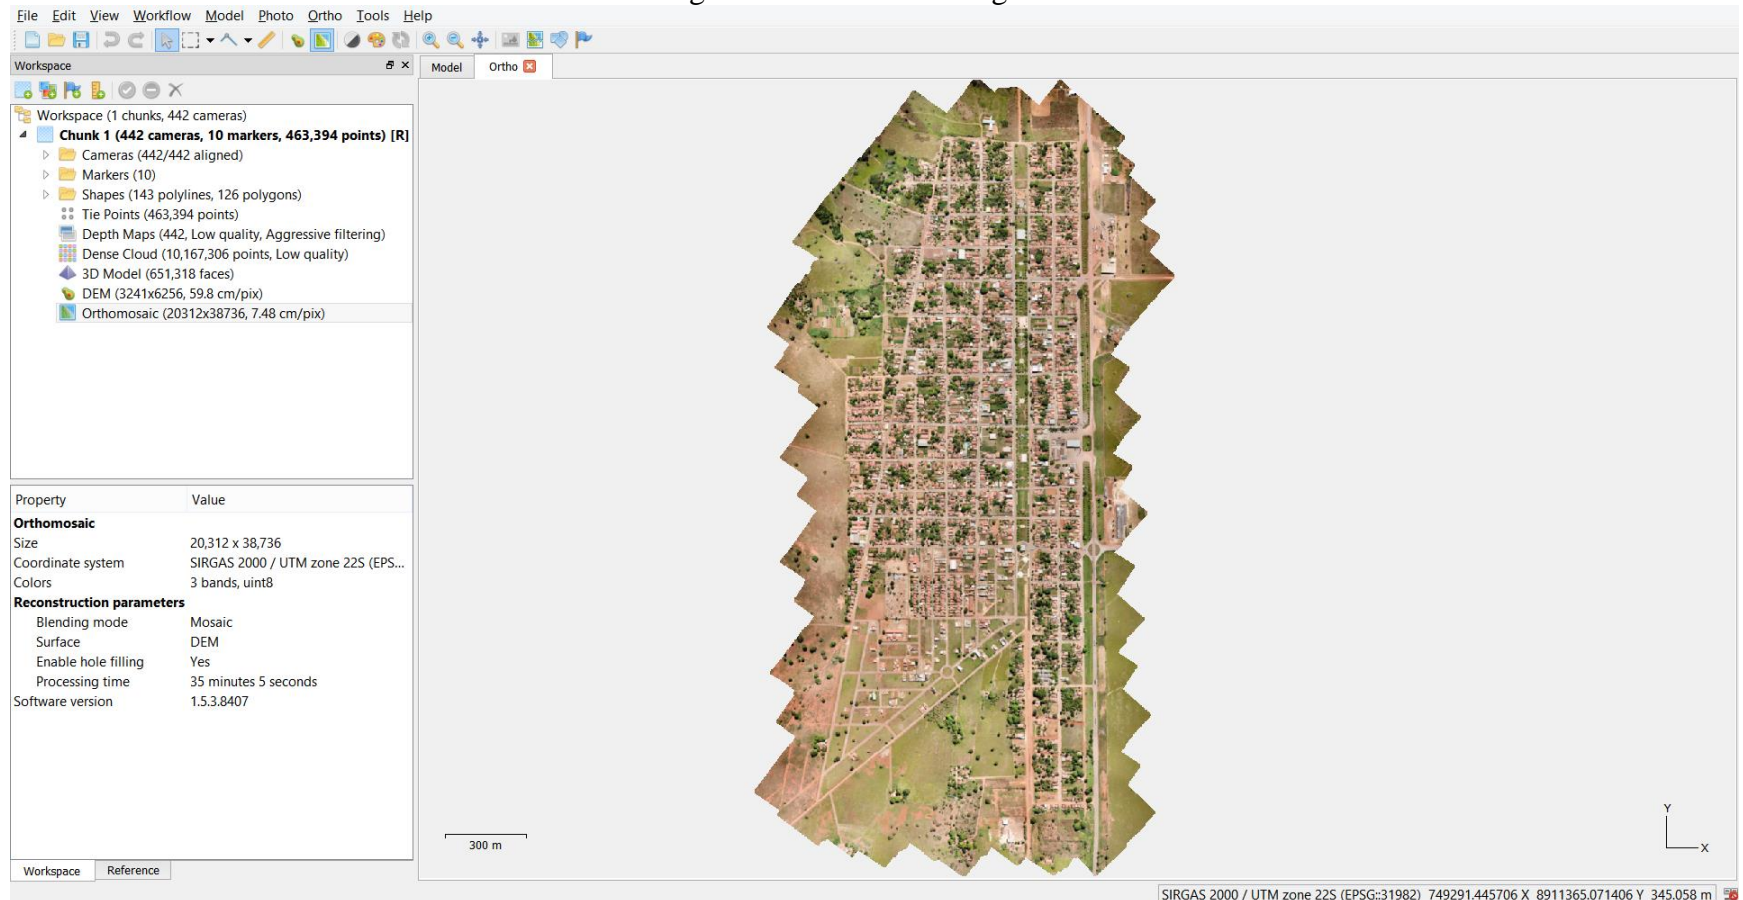 File Edit View Workflow Model Photo Ortho Tools Help
Workspace
Model Ortho
Workspace (1 chunks, 442 cameras)
Chunk 1 (442 cameras, 10 markers, 463,394 points) [R]
Cameras (442/442 aligned)
Markers (10)
Shapes (143 polylines, 126 polygons)
Tie Points (463,394 points)
Depth Maps (442, Low quality, Aggressive filtering)
Dense Cloud (10,167,306 points, Low quality)
3D Model (651,318 faces)
DEM (3241x6256, 59.8 cm/pix)
Orthomosaic (20312x38736, 7.48 cm/pix)
Property Value
Orthomosaic
Size 20,312 x 38,736
Coordinate system SIRGAS 2000 / UTM zone 22S (EPS...
Colors 3 bands, uint8
Reconstruction parameters
Blending mode Mosaic
Surface DEM
Enable hole filling Yes
Processing time 35 minutes 5 seconds
Software version 1.5.3.8407
300 m
Y
X
Workspace Reference
SIRGAS 2000 / UTM zone 22S (EPSG::31982) 749291.445706 X 8911365.071406 Y 345.058 m